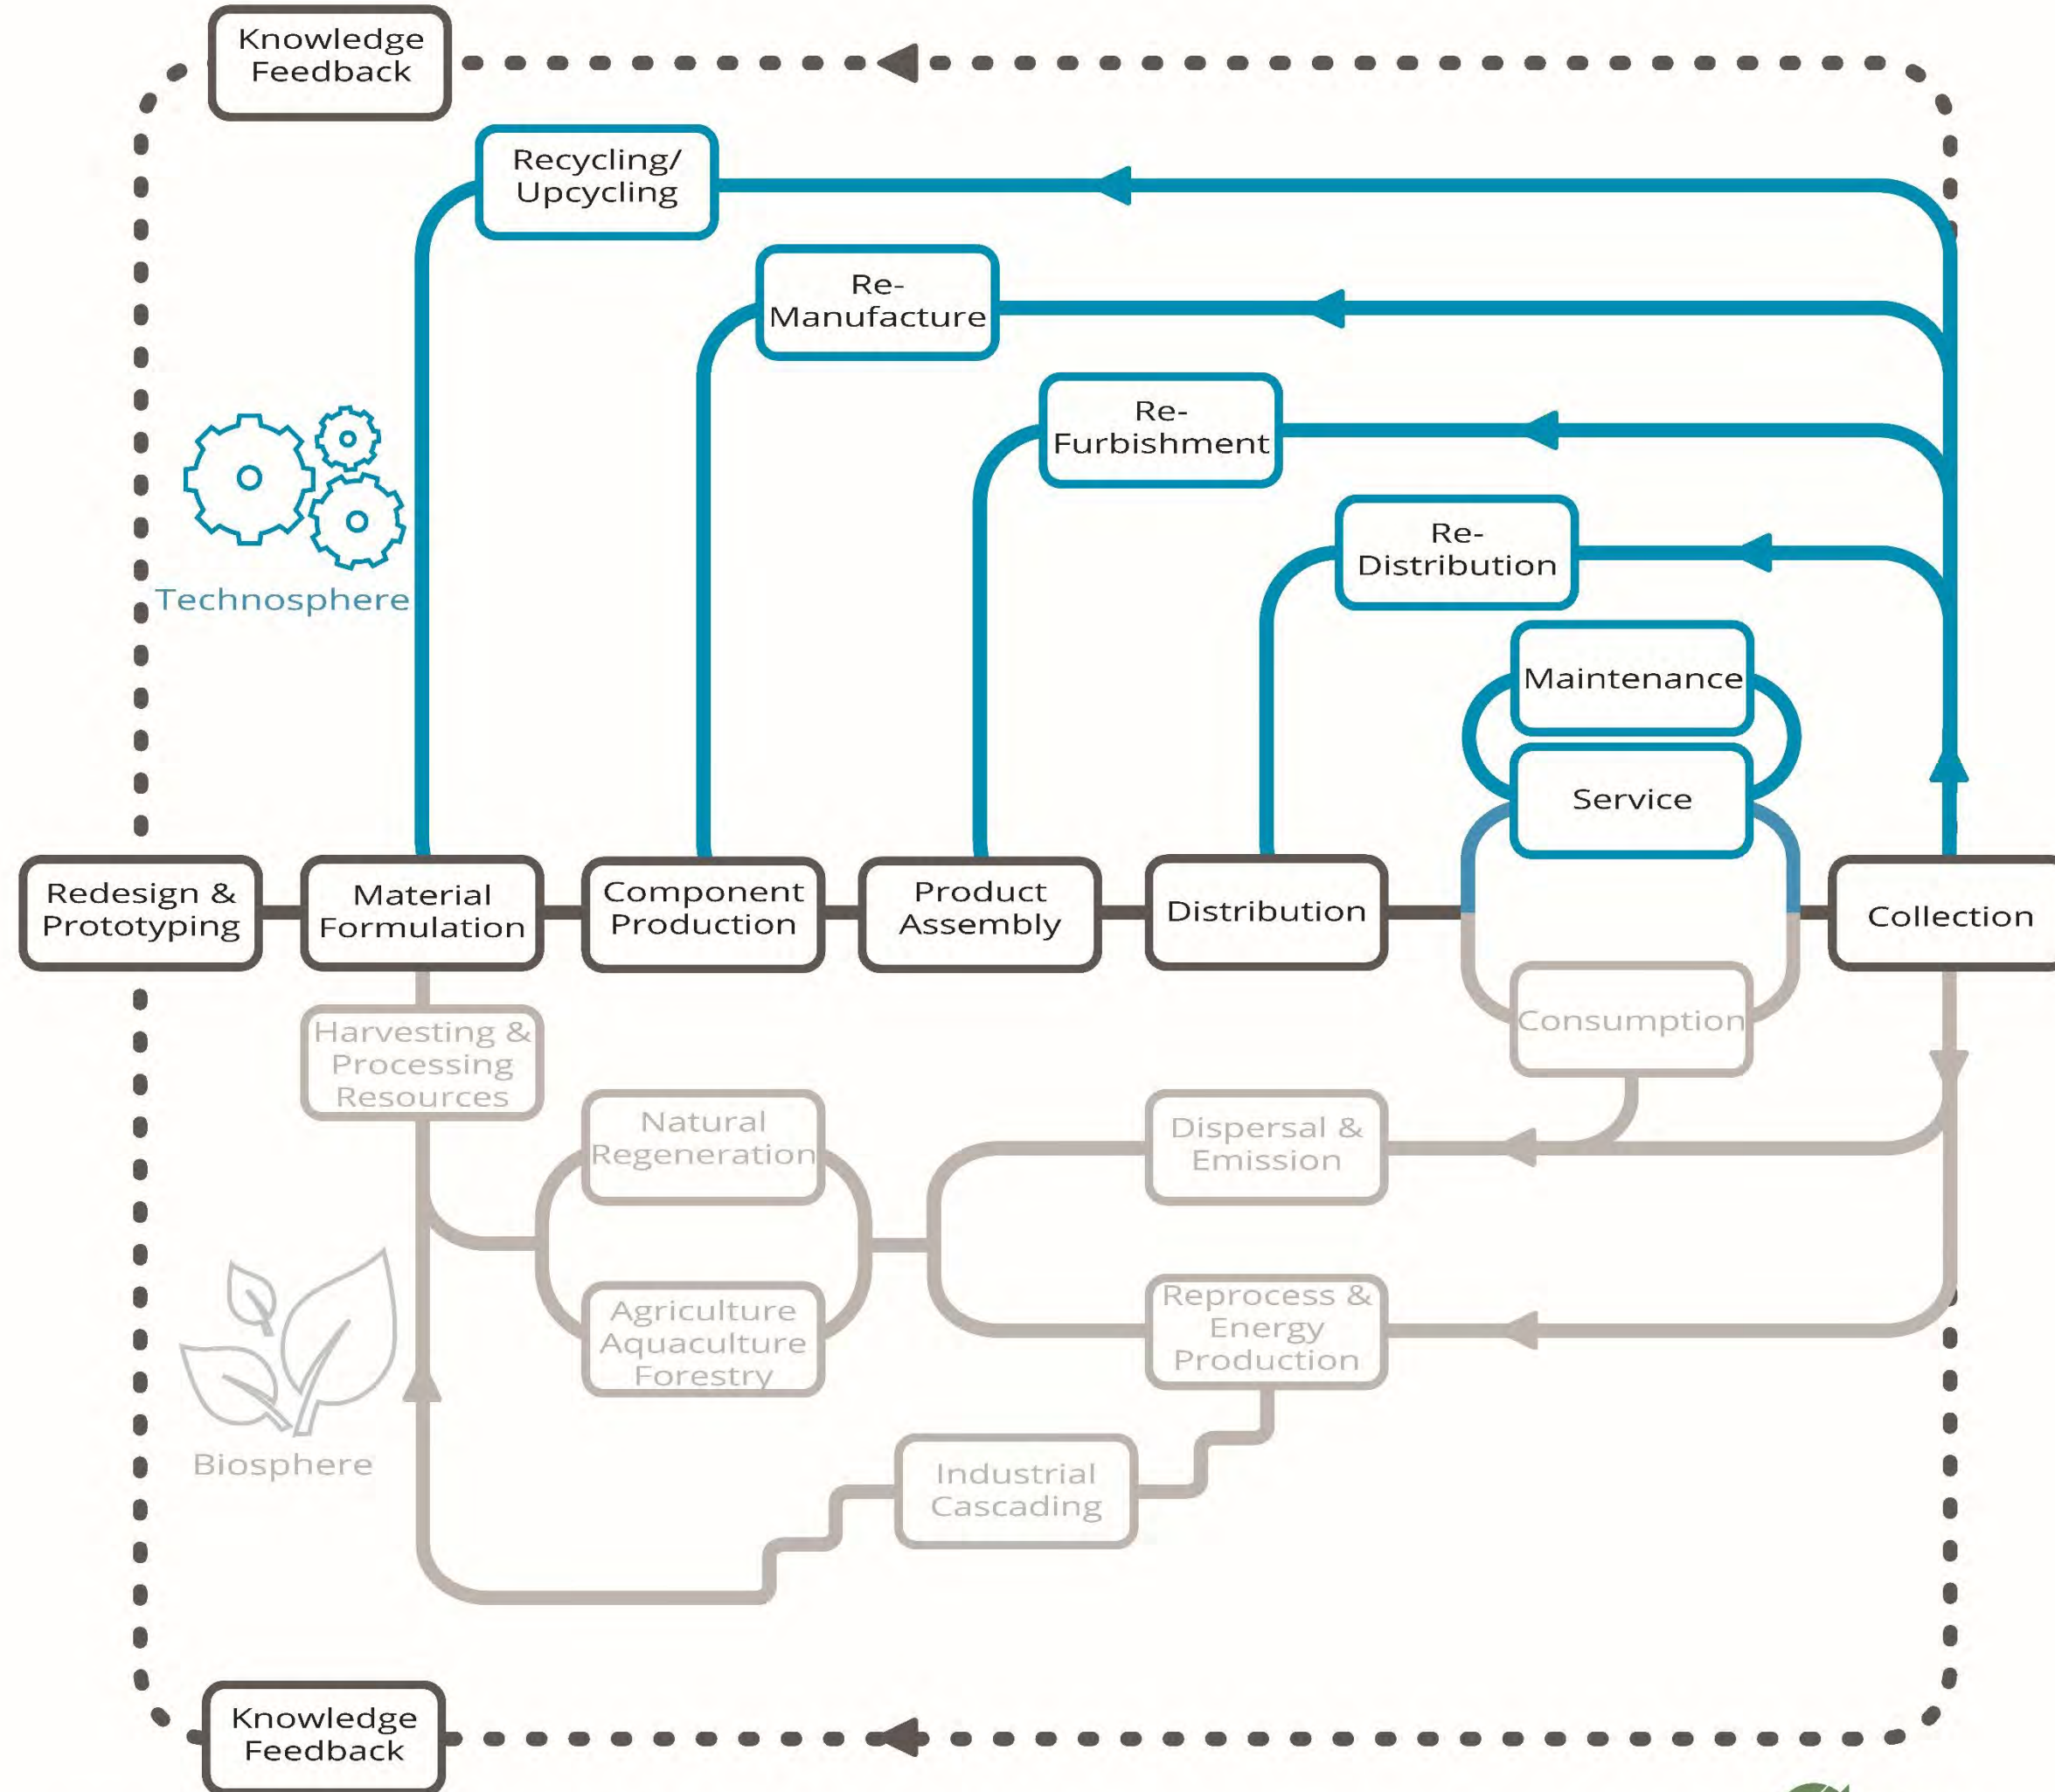 Knowledge
Feedback
Recycling/
Upcycling
Re-
Manufacture
Re-
Furbishment
Re-
Distribution
Technosphere
Maintenance
Service
Redesign &
Prototyping
Material
Formulation
Component
Production
Product
Assembly
Distribution
Collection
Consumption
Harvesting &
Processing
Resources
Natural
Regeneration
Dispersal &
Emission
Agriculture
Aquaculture
Forestry
Reprocess &
Energy
Production
Biosphere
Industrial
Cascading
Knowledge
Feedback